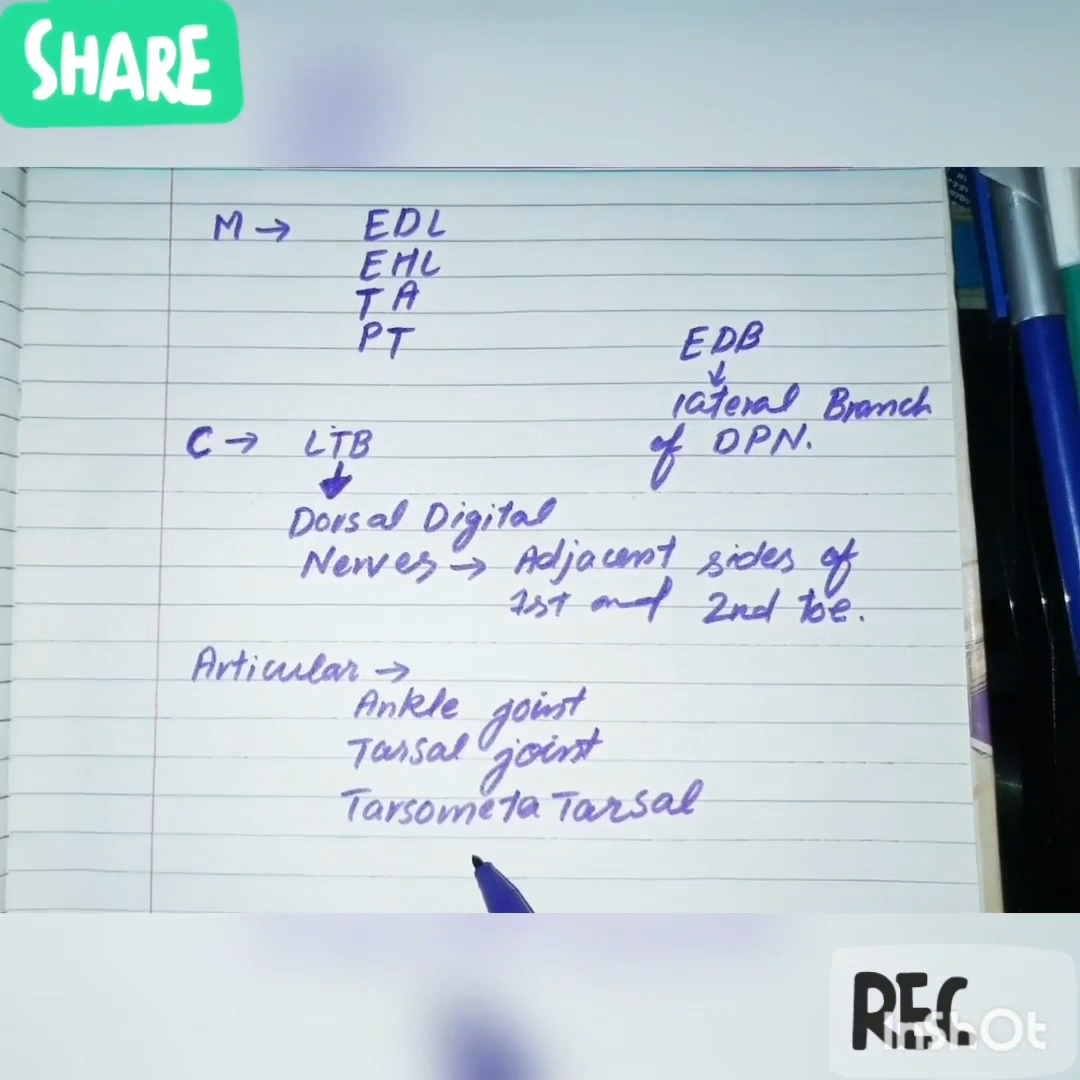 SHARE
M → EDL
EHL
TA
PT
EDB
↓
lateral Branch
of DPN.
C → LTB
↓
Dorsal Digital
Nerves → Adjacent sides of
1st and 2nd toe.
Articular →
Ankle joint
Tarsal joint
Tarsometa Tarsal
REC
InShOt